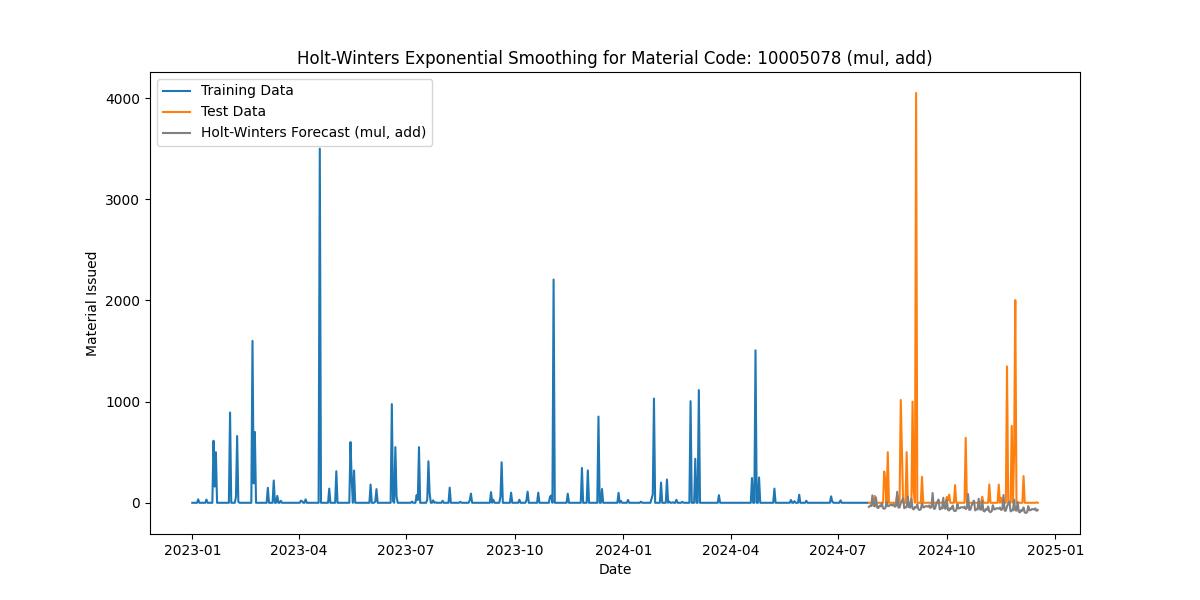 Holt-Winters Exponential Smoothing for Material Code: 10005078 (mul, add)
Training Data
Test Data
Holt-Winters Forecast (mul, add)
4000
3000
2000
1000
0
Material Issued
2023-01
2023-04
2023-07
2023-10
2024-01
2024-04
2024-07
2024-10
2025-01
Date